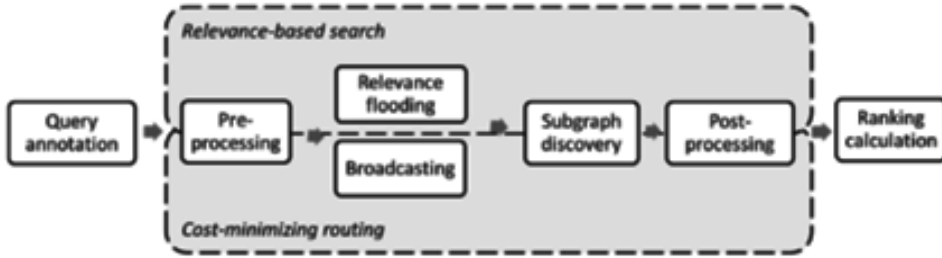 Relevance-based search
Query
annotation
Pre-
processing
Relevance
flooding
Broadcasting
Subgraph
discovery
Post-
processing
Ranking
calculation
Cost-minimizing routing